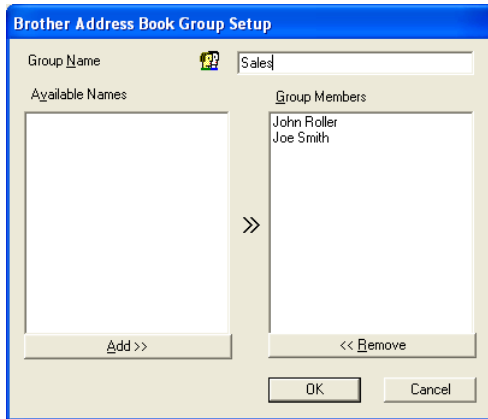 Brother Address Book Group Setup
Group Name
Sales
Available Names
Group Members
John Roller
Joe Smith
Add >>
<< Remove
OK
Cancel